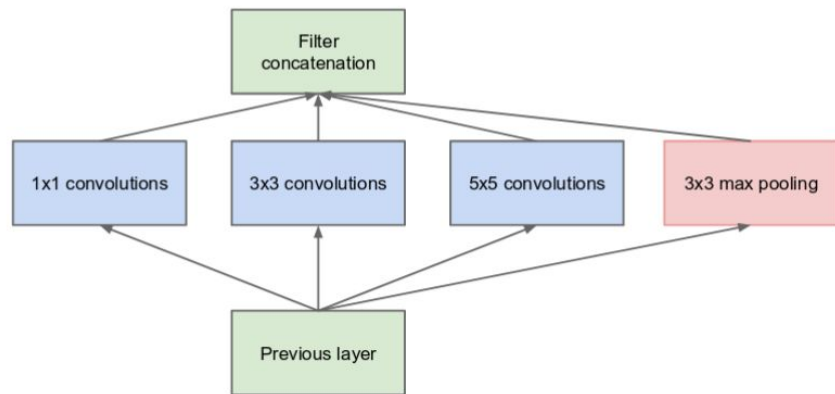 Filter
concatenation
1x1 convolutions
3x3 convolutions
5x5 convolutions
3x3 max pooling
Previous layer